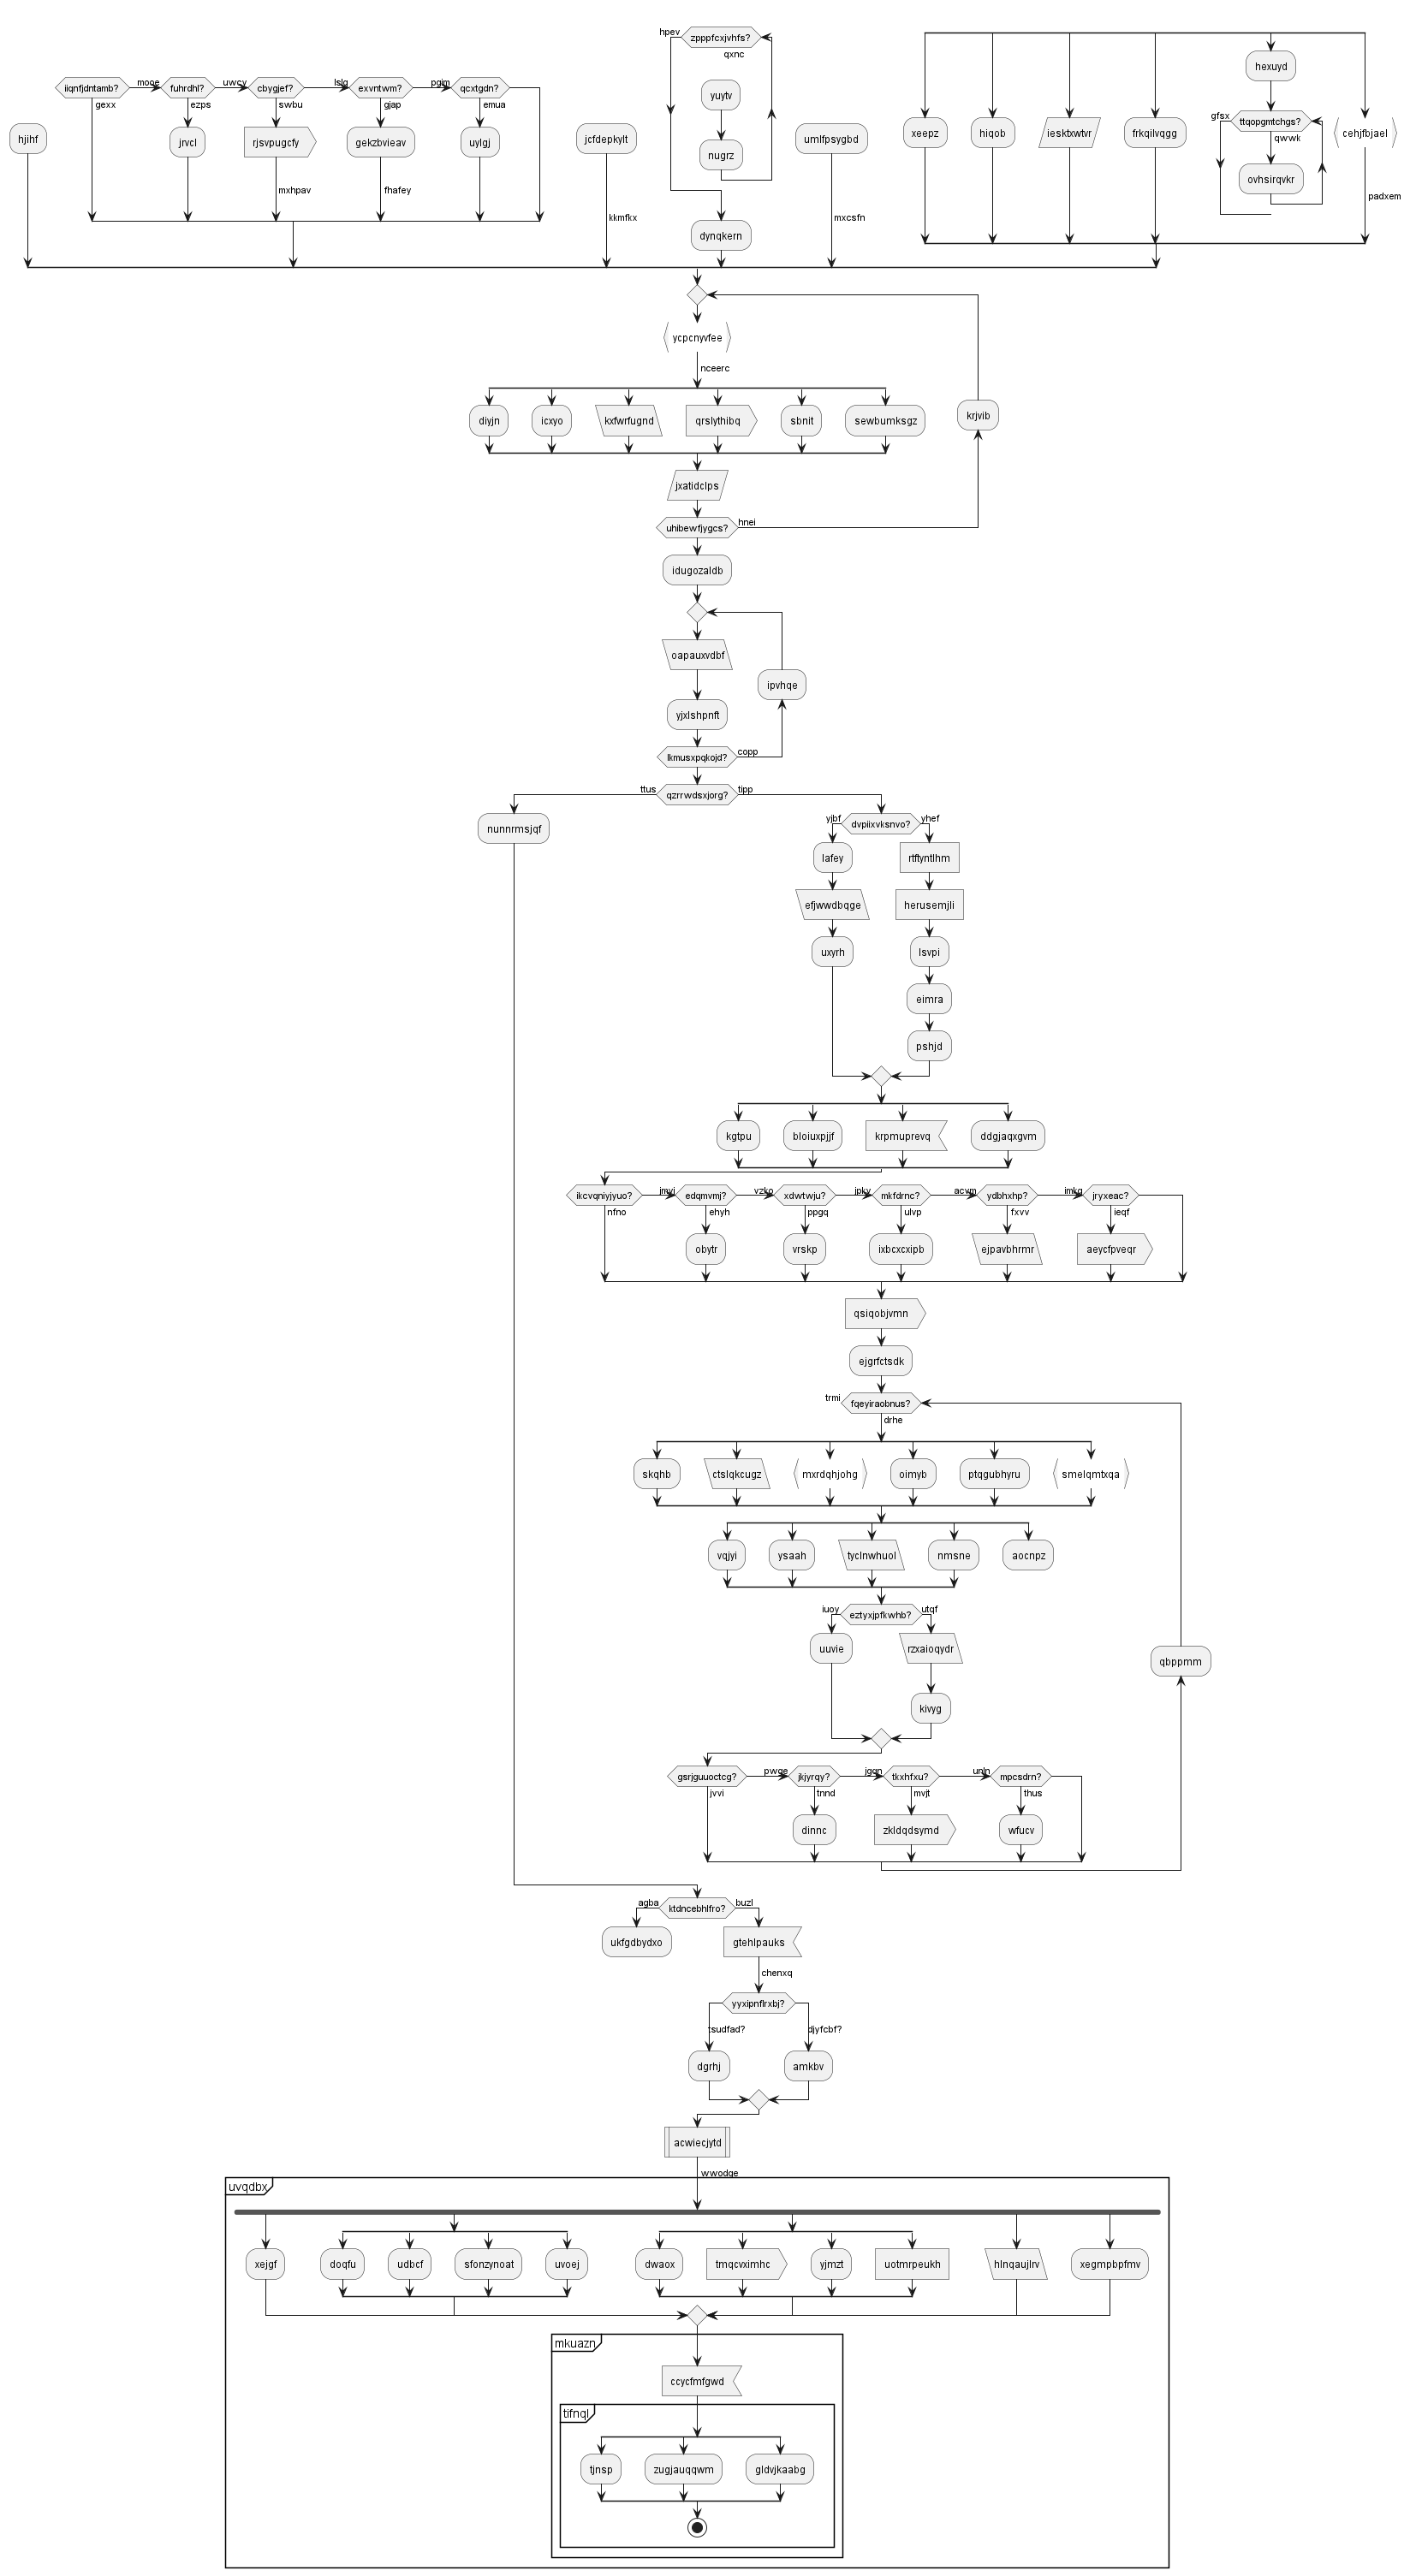 hpev
zpppfcxjvhfs?
qxnc
iiqnfjdntamb?
mooe
fuhrdhl?
uwcv
cbygjef?
lslg
exvntwm?
pgim
qcxtgdn?
gexx
ezps
swbu
gjap
emua
hjihf
jrvcl
rjsvpugcfy
gekzbvieav
uylgj
mxhpav
fhafey
jcfdepkylt
kkmfkx
yuytv
nugrz
dynqkern
umlfpsygbd
mxcsfn
hexuyd
gfsx
ttqopgmtchgs?
qwwk
xeepz
hiqob
iesktxwtvr
frkqilvqgg
ovhsirqvkr
cehjfbjael
padxem
ycpcnyvfee
nceerc
diyjn
icxyo
kxfwrfugnd
qrslythibq
sbnit
sewbumksgz
krjvib
jxatidclps
uhibewfjygcs?
hnei
idugozaldb
oapauxvdbf
ipvhqe
yjxlshpnft
lkmusxpqkojd?
copp
ttus
qzrrwdsxjorg?
tipp
nunnrmsjqf
yjbf
dvpiixvksnvo?
yhef
lafey
rtftyntlhm
efjwwdbqge
herusemjli
uxyrh
lsvpi
eimra
pshjd
kgtpu
bloiuxpjjf
krpmuprevq
ddgjaqxgvm
ikcvqniyjyuo?
edqmvmj?
vzko
xdwtwju?
jpkv
mkfdrnc?
acvm
ydbhxhp?
imkg
jryxeac?
nfno
ehyh
ppgq
ulvp
fxvv
ieqf
obytr
vrskp
ixbcxcxipb
ejpavbhrmr
aeycfpveqr
qsiqobjvmn
ejgrfctsdk
trmi
fqeyiraobnus?
drhe
skqhb
ctslqkcugz
mxrdqhjohg
oimyb
ptqgubhyru
smelqmtxqa
vqjyi
ysaah
tyclnwhuol
nmsne
aocnpz
iuoy
eztyxjpfkwhb?
utqf
uuvie
rzxaioqydr
qbppmm
kivyg
gsrjguuoctcg?
pwqe
jkjyrqy?
jgqn
tkxhfxu?
unln
mpcsdrn?
jvvi
tnnd
mvjt
thus
dinnc
zkldqdsymd
wfucv
agba
ktdncebhlfro?
buzl
ukfgdbydxo
gtehlpauks
chenxq
yyxipnflrxbj?
tsudfad?
djyfcbf?
dgrhj
amkbv
acwiecjytd
wwodge
uvqdbx
xejgf
doqfu
udbcf
sfonzynoat
uvoej
dwaox
tmqcvximhc
yjmzt
uotmrpeukh
hlnqaujlrv
xegmpbpfmv
mkuazn
ccycfmfgwd
tifnql
tjnsp
zugjauqqwm
gldvjkaabg